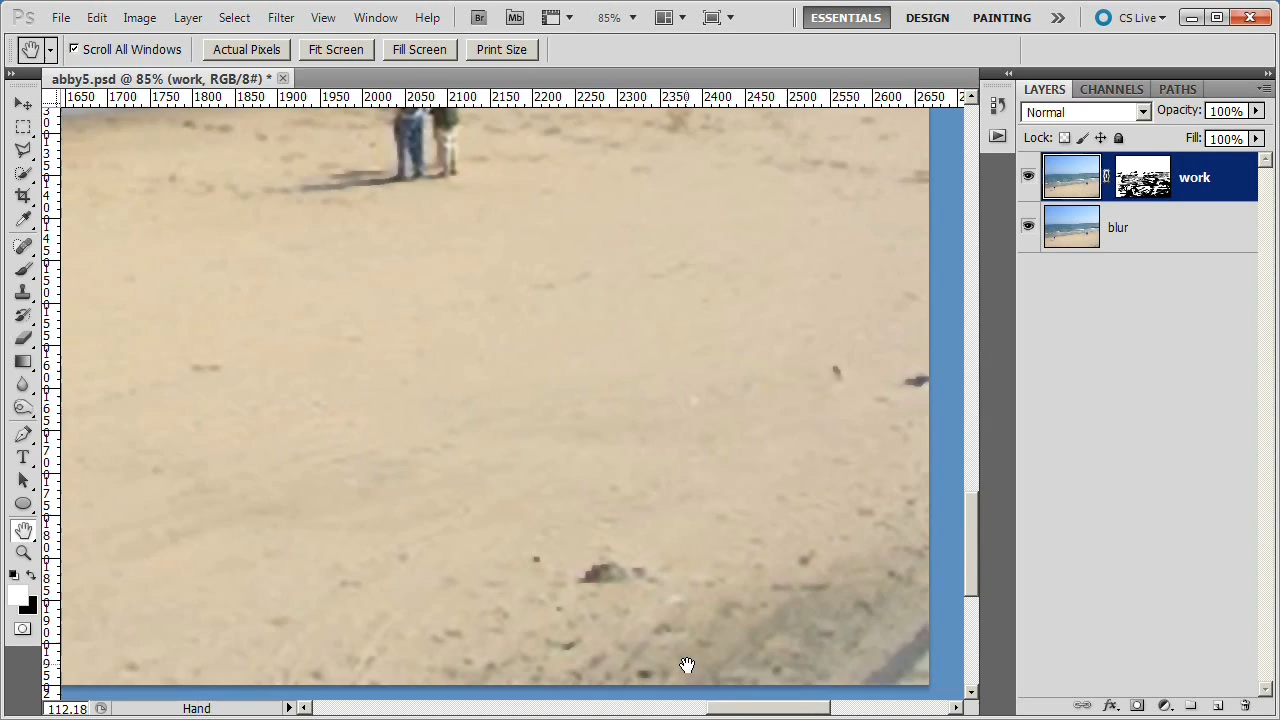 Ps File Edit Image Layer Select Filter View Window Help Br Mb 85% ESSENTIALS DESIGN PAINTING CS Live
Scroll All Windows Actual Pixels Fit Screen Fill Screen Print Size
abby5.psd @ 85% (work, RGB/8#) *
1650 1700 1750 1800 1850 1900 1950 2000 2050 2100 2150 2200 2250 2300 2350 2400 2450 2500 2550 2600 2650
LAYERS CHANNELS PATHS
Normal Opacity: 100%
Lock: Fill: 100%
work
blur
T
112.18 Hand
fx